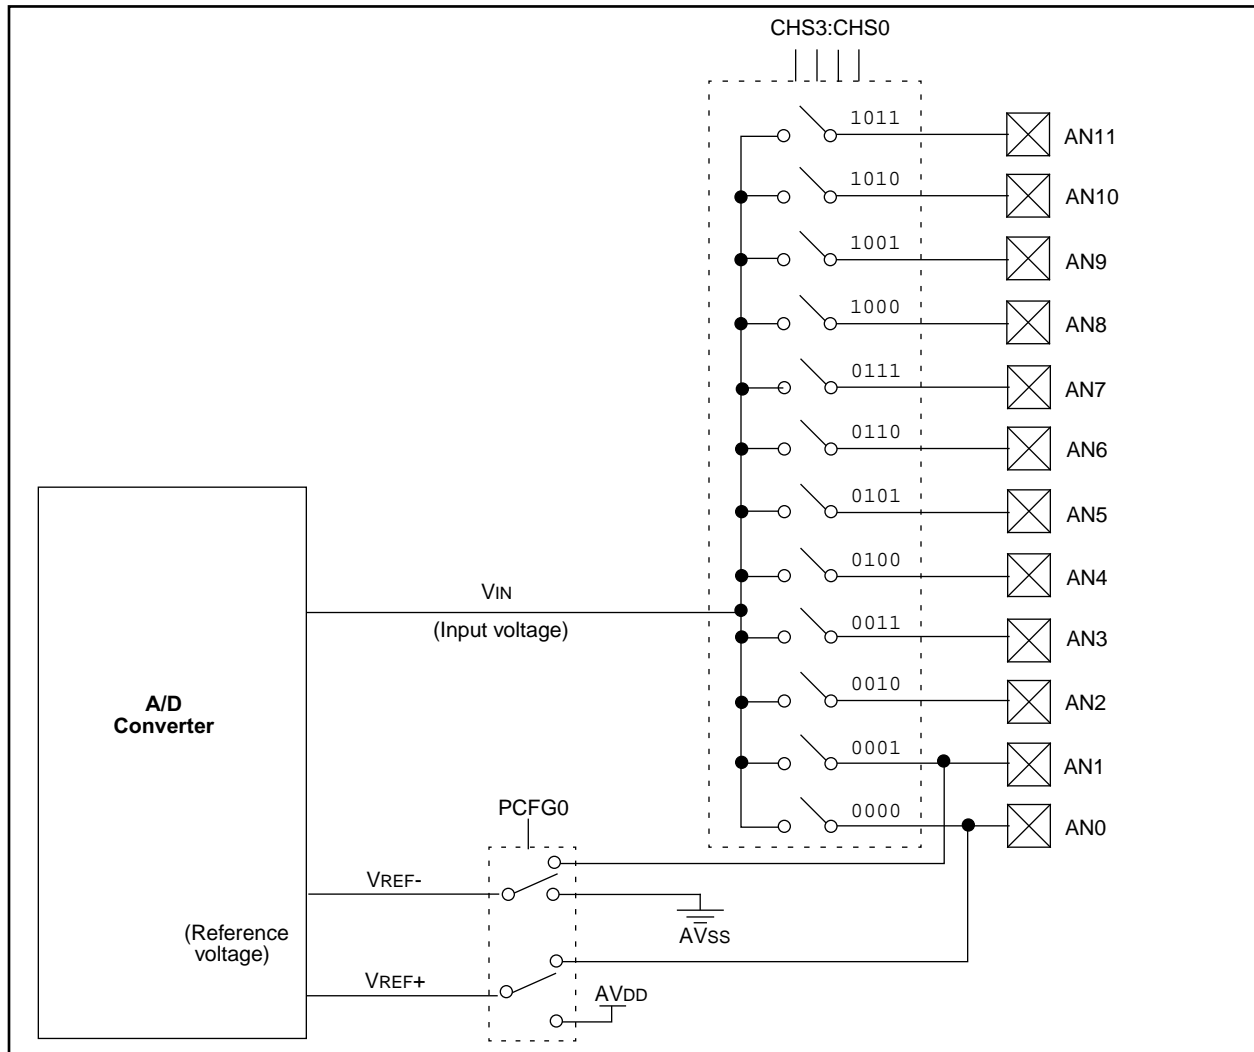 CHS3:CHS0
1011
AN11
1010
AN10
1001
AN9
1000
AN8
0111
AN7
0110
AN6
0101
AN5
0100
AN4
VIN
(Input voltage)
0011
AN3
0010
AN2
A/D
Converter
0001
AN1
0000
AN0
PCFG0
VREF-
AVSS
(Reference
voltage)
VREF+
AVDD